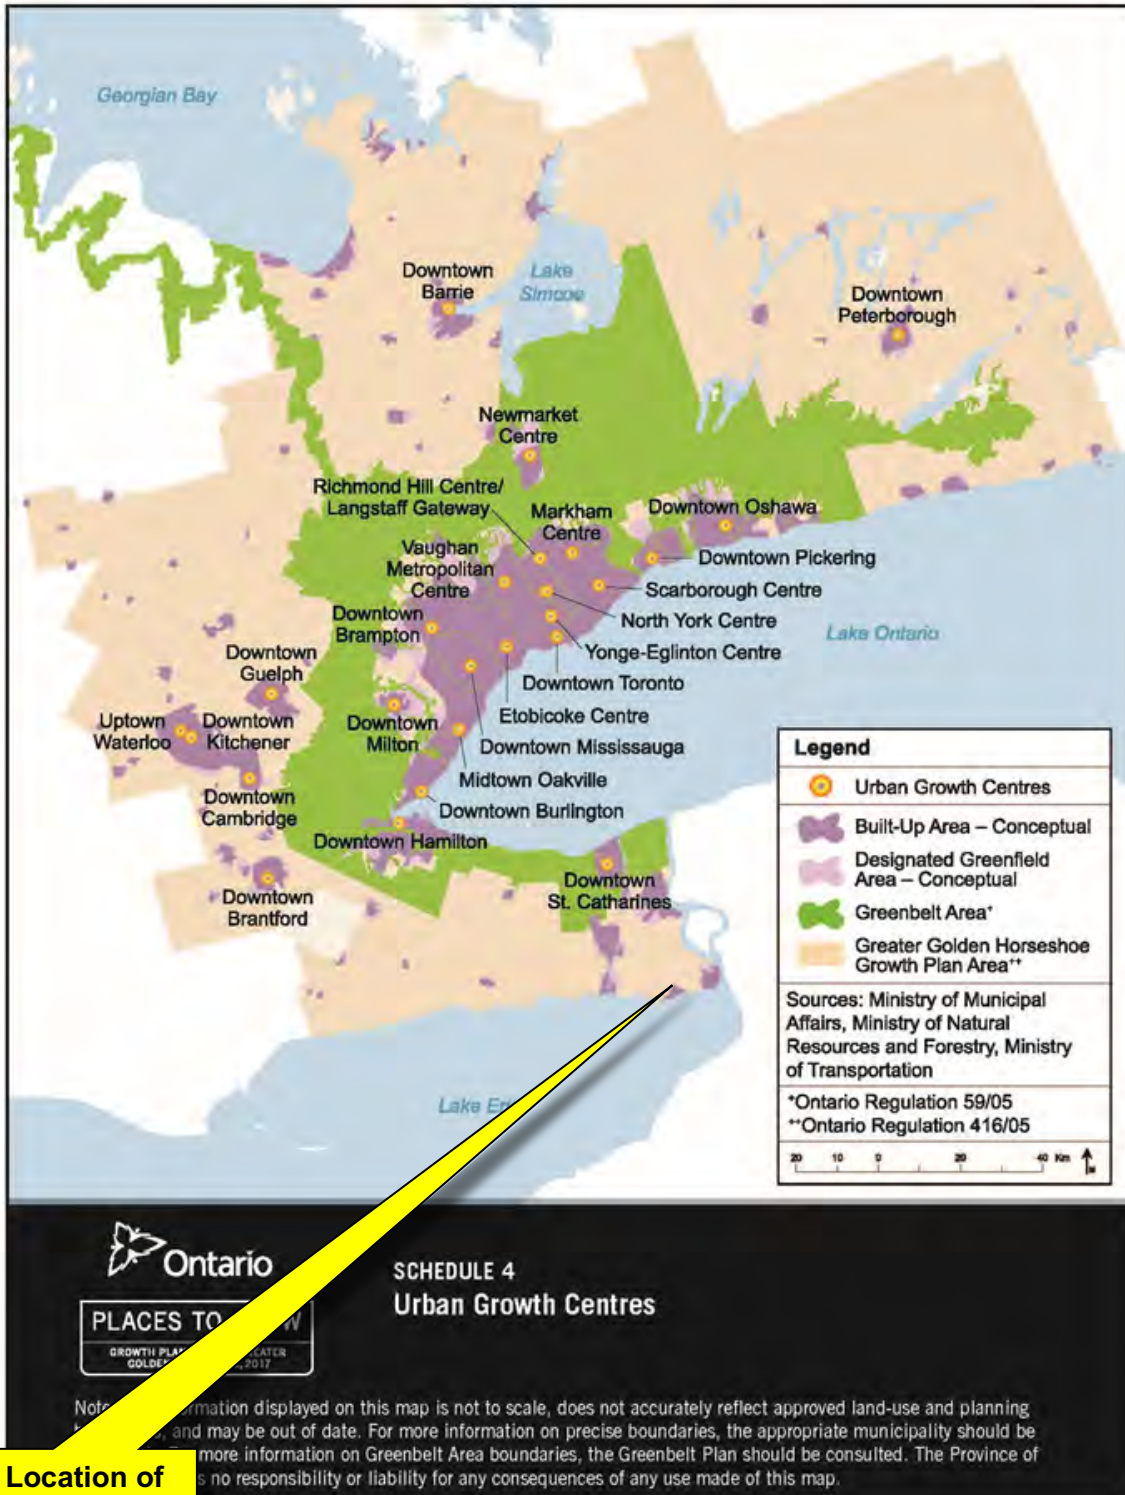 Georgian Bay
Downtown
Barrie
Lake
Simcoe
Downtown
Peterborough
Newmarket
Centre
Richmond Hill Centre/
Langstaff Gateway
Markham
Centre
Downtown Oshawa
Vaughan
Metropolitan
Centre
Downtown Pickering
Scarborough Centre
Downtown
Brampton
North York Centre
Lake Ontario
Yonge-Eglinton Centre
Downtown
Guelph
Downtown Toronto
Uptown
Waterloo
Downtown
Kitchener
Downtown
Milton
Etobicoke Centre
Downtown Mississauga
Midtown Oakville
Downtown
Cambridge
Downtown Burlington
Downtown Hamilton
Downtown
St. Catharines
Downtown
Brantford
Lake
Legend
Urban Growth Centres
Built-Up Area – Conceptual
Designated Greenfield
Area – Conceptual
Greenbelt Area+
Greater Golden Horseshoe
Growth Plan Area++
Sources: Ministry of Municipal
Affairs, Ministry of Natural
Resources and Forestry, Ministry
of Transportation
+Ontario Regulation 59/05
++Ontario Regulation 416/05
20 10 0 20 40 Km
Ontario
SCHEDULE 4
Urban Growth Centres
PLACES TO
GROWTH
2017
displayed on this map is not to scale, does not accurately reflect approved land-use and planning
and may be out of date. For more information on precise boundaries, the appropriate municipality should be
more information on Greenbelt Area boundaries, the Greenbelt Plan should be consulted. The Province of
no responsibility or liability for any consequences of any use made of this map.
Location of